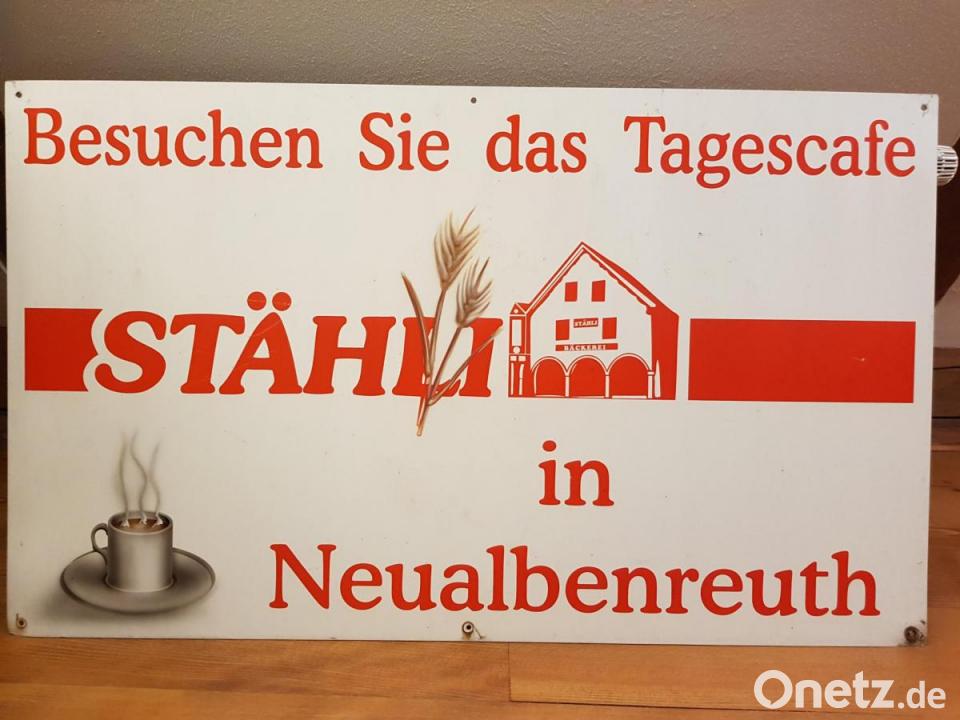 Besuchen Sie das Tagescafe
STÄHLI
STÄHLI
BÄCKEREI
in
Neualbenreuth
Onetz.de